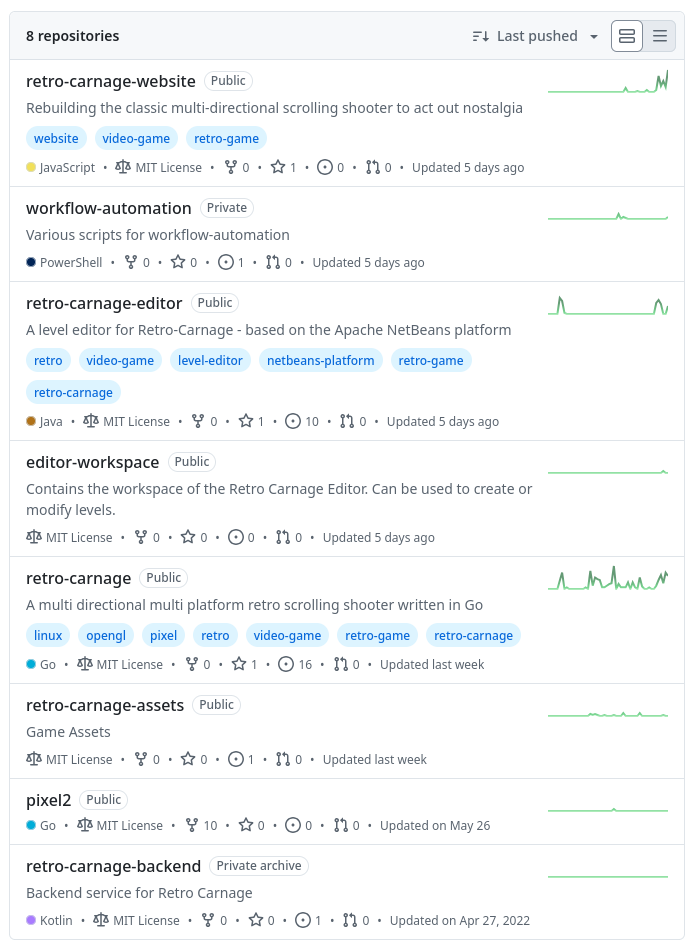 8 repositories Last pushed
retro-carnage-website Public
Rebuilding the classic multi-directional scrolling shooter to act out nostalgia
website video-game retro-game
JavaScript • MIT License • 0 • 1 • 0 • 0 • Updated 5 days ago
workflow-automation Private
Various scripts for workflow-automation
PowerShell • 0 • 0 • 1 • 0 • Updated 5 days ago
retro-carnage-editor Public
A level editor for Retro-Carnage - based on the Apache NetBeans platform
retro video-game level-editor netbeans-platform retro-game
retro-carnage
Java • MIT License • 0 • 1 • 10 • 0 • Updated 5 days ago
editor-workspace Public
Contains the workspace of the Retro Carnage Editor. Can be used to create or
modify levels.
MIT License • 0 • 0 • 0 • 0 • Updated 5 days ago
retro-carnage Public
A multi directional multi platform retro scrolling shooter written in Go
linux opengl pixel retro video-game retro-game retro-carnage
Go • MIT License • 0 • 1 • 16 • 0 • Updated last week
retro-carnage-assets Public
Game Assets
MIT License • 0 • 0 • 1 • 0 • Updated last week
pixel2 Public
Go • MIT License • 10 • 0 • 0 • 0 • Updated on May 26
retro-carnage-backend Private archive
Backend service for Retro Carnage
Kotlin • MIT License • 0 • 0 • 1 • 0 • Updated on Apr 27, 2022